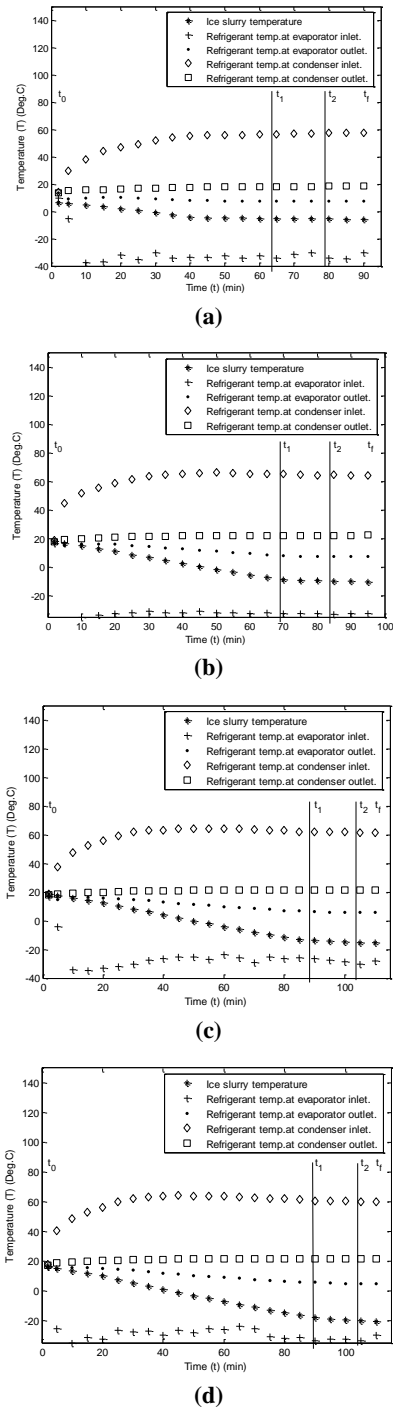 140
120
100
80
60
40
20
0
-20
-40
Temperature (T) (Deg.C)
Ice slurry temperature
Refrigerant temp.at evaporator inlet.
Refrigerant temp.at evaporator outlet.
Refrigerant temp.at condenser inlet.
Refrigerant temp.at condenser outlet.
t0
t1
t2
tf
0 10 20 30 40 50 60 70 80 90
Time (t) (min)
(a)
140
120
100
80
60
40
20
0
-20
Temperature (T) (Deg.C)
Ice slurry temperature
Refrigerant temp.at evaporator inlet.
Refrigerant temp.at evaporator outlet.
Refrigerant temp.at condenser inlet.
Refrigerant temp.at condenser outlet.
t0
t1
t2
tf
0 10 20 30 40 50 60 70 80 90 100
Time (t) (min)
(b)
140
120
100
80
60
40
20
0
-20
-40
Temperature (T) (Deg.C)
Ice slurry temperature
Refrigerant temp.at evaporator inlet.
Refrigerant temp.at evaporator outlet.
Refrigerant temp.at condenser inlet.
Refrigerant temp.at condenser outlet.
t0
t1
t2
tf
0 20 40 60 80 100
Time (t) (min)
(c)
140
120
100
80
60
40
20
0
-20
Temperature (T) (Deg.C)
Ice slurry temperature
Refrigerant temp.at evaporator inlet.
Refrigerant temp.at evaporator outlet.
Refrigerant temp.at condenser inlet.
Refrigerant temp.at condenser outlet.
t0
t1
t2
tf
0 20 40 60 80 100
Time (t) (min)
(d)